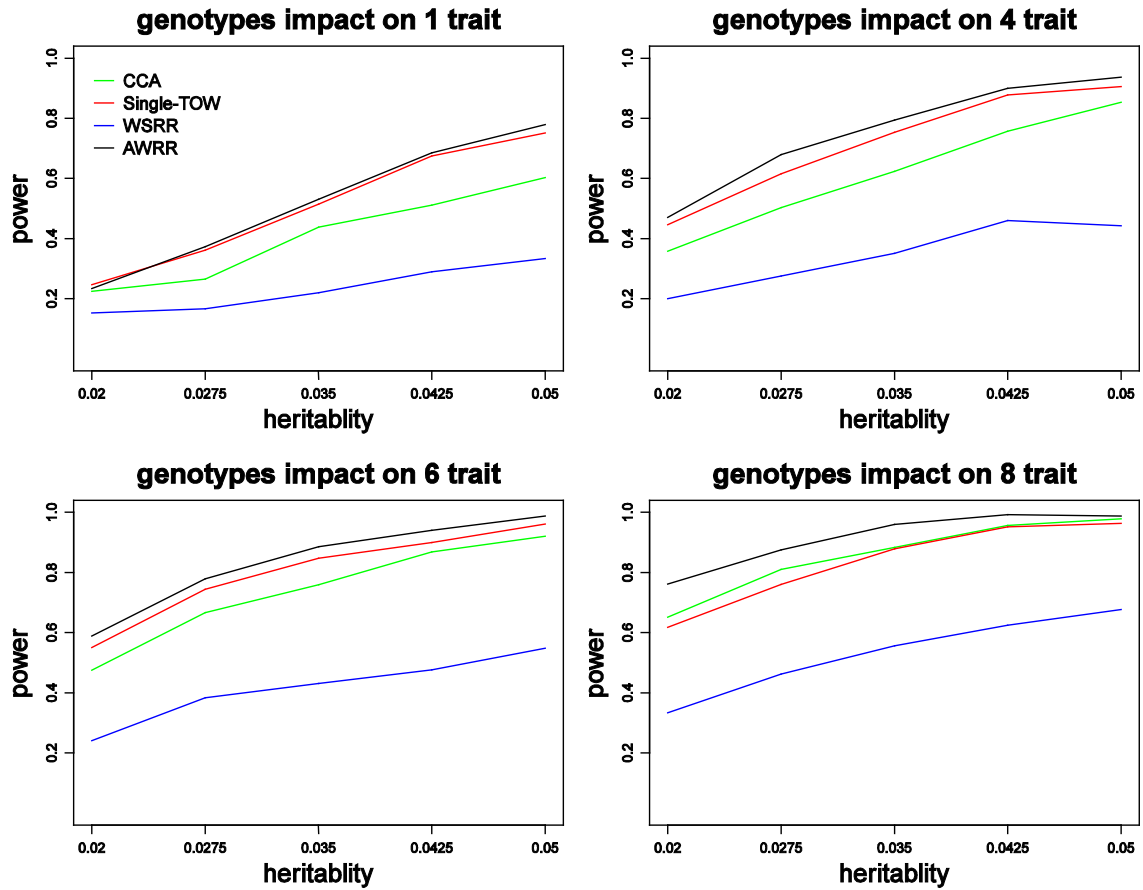 genotypes impact on 1 trait
1.0
0.8
0.6
0.4
0.2
power
CCA
Single-TOW
WSRR
AWRR
0.02 0.0275 0.035 0.0425 0.05
heritablity
genotypes impact on 4 trait
1.0
0.8
0.6
0.4
0.2
power
0.02 0.0275 0.035 0.0425 0.05
heritablity
genotypes impact on 6 trait
1.0
0.8
0.6
0.4
0.2
power
0.02 0.0275 0.035 0.0425 0.05
heritablity
genotypes impact on 8 trait
1.0
0.8
0.6
0.4
0.2
power
0.02 0.0275 0.035 0.0425 0.05
heritablity